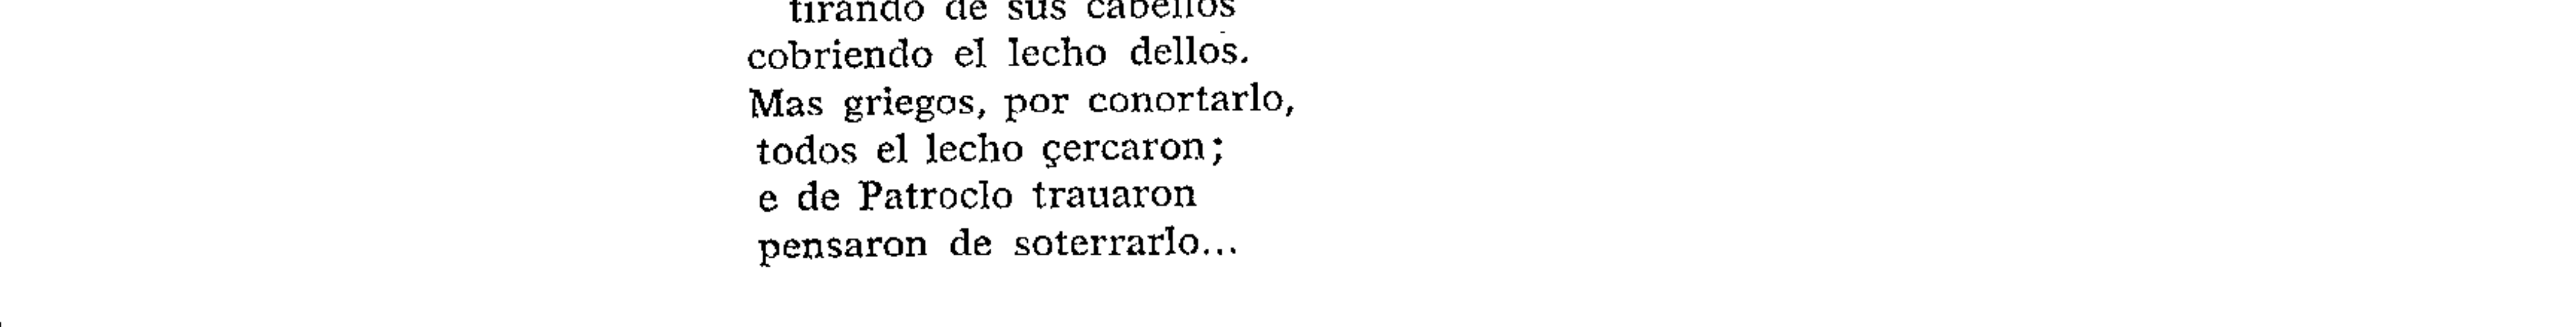 tirando de sus cabellos
cobriendo el lecho dellos.
Mas griegos, por conortarlo,
todos el lecho çercaron;
e de Patroclo trauaron
pensaron de soterrarlo...